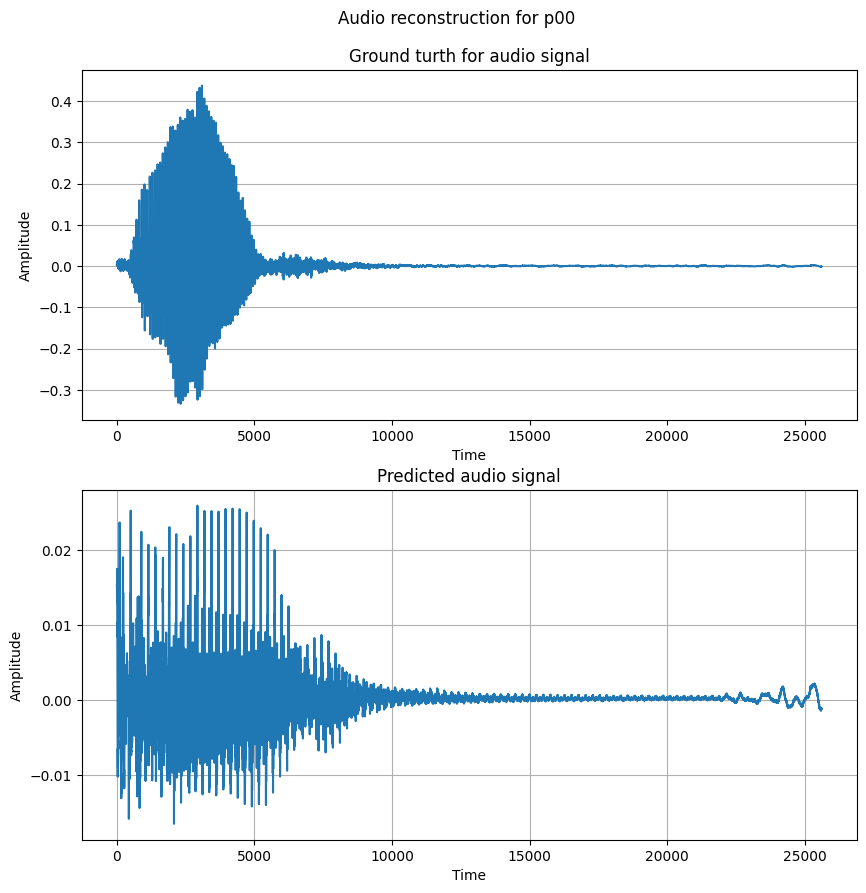 Audio reconstruction for p00
Ground turth for audio signal
0.4
0.3
0.2
0.1
0.0
−0.1
−0.2
−0.3
Amplitude
0 5000 10000 15000 20000 25000
Time
Predicted audio signal
0.02
0.01
0.00
−0.01
Amplitude
0 5000 10000 15000 20000 25000
Time